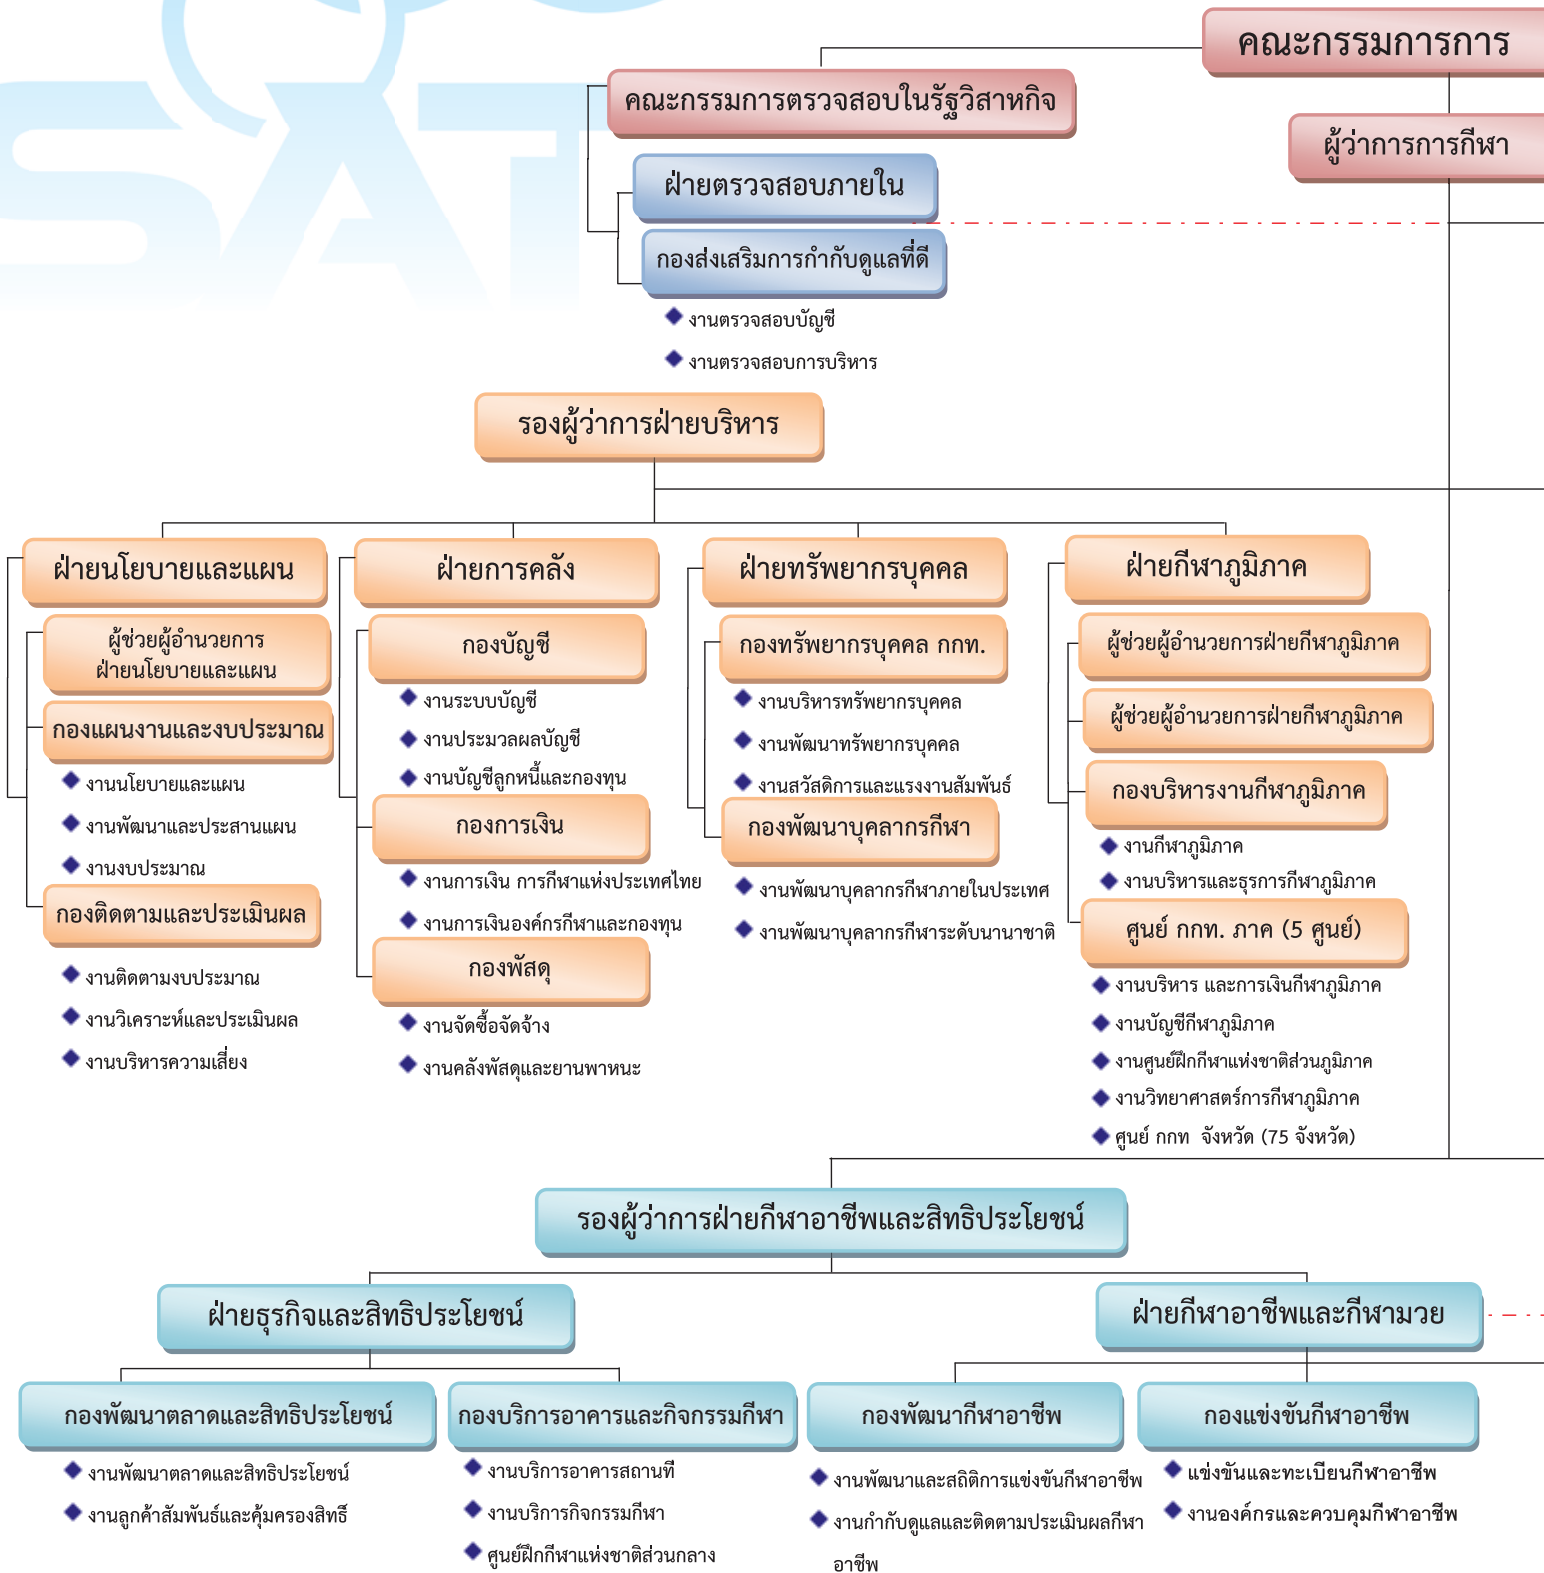 SAT
คณะกรรมการการ
คณะกรรมการตรวจสอบในรัฐวิสาหกิจ
ผู้ว่าการการกีฬา
ฝ่ายตรวจสอบภายใน
กองส่งเสริมการกำกับดูแลที่ดี
งานตรวจสอบบัญชี
งานตรวจสอบการบริหาร
รองผู้ว่าการฝ่ายบริหาร
ฝ่ายนโยบายและแผน
ผู้ช่วยผู้อำนวยการ
ฝ่ายนโยบายและแผน
กองแผนงานและงบประมาณ
งานนโยบายและแผน
งานพัฒนาและประสานแผน
งานงบประมาณ
กองติดตามและประเมินผล
งานติดตามงบประมาณ
งานวิเคราะห์และประเมินผล
งานบริหารความเสี่ยง
ฝ่ายการคลัง
กองบัญชี
งานระบบบัญชี
งานประมวลผลบัญชี
งานบัญชีลูกหนี้และกองทุน
กองการเงิน
งานการเงิน การกีฬาแห่งประเทศไทย
งานการเงินองค์กรกีฬาและกองทุน
กองพัสดุ
งานจัดซื้อจัดจ้าง
งานคลังพัสดุและยานพาหนะ
ฝ่ายทรัพยากรบุคคล
กองทรัพยากรบุคคล กกท.
งานบริหารทรัพยากรบุคคล
งานพัฒนาทรัพยากรบุคคล
งานสวัสดิการและแรงงานสัมพันธ์
กองพัฒนาบุคลากรกีฬา
งานพัฒนาบุคลากรกีฬาภายในประเทศ
งานพัฒนาบุคลากรกีฬาระดับนานาชาติ
ฝ่ายกีฬาภูมิภาค
ผู้ช่วยผู้อำนวยการฝ่ายกีฬาภูมิภาค
ผู้ช่วยผู้อำนวยการฝ่ายกีฬาภูมิภาค
กองบริหารงานกีฬาภูมิภาค
งานกีฬาภูมิภาค
งานบริหารและธุรการกีฬาภูมิภาค
ศูนย์ กกท. ภาค (5 ศูนย์)
งานบริหาร และการเงินกีฬาภูมิภาค
งานบัญชีกีฬาภูมิภาค
งานศูนย์ฝึกกีฬาแห่งชาติส่วนภูมิภาค
งานวิทยาศาสตร์การกีฬาภูมิภาค
ศูนย์ กกท จังหวัด (75 จังหวัด)
รองผู้ว่าการฝ่ายกีฬาอาชีพและสิทธิประโยชน์
ฝ่ายธุรกิจและสิทธิประโยชน์
ฝ่ายกีฬาอาชีพและกีฬามวย
กองพัฒนาตลาดและสิทธิประโยชน์
งานพัฒนาตลาดและสิทธิประโยชน์
งานลูกค้าสัมพันธ์และคุ้มครองสิทธิ์
กองบริการอาคารและกิจกรรมกีฬา
งานบริการอาคารสถานที่
งานบริการกิจกรรมกีฬา
ศูนย์ฝึกกีฬาแห่งชาติส่วนกลาง
กองพัฒนากีฬาอาชีพ
งานพัฒนาและสถิติการแข่งขันกีฬาอาชีพ
งานกำกับดูแลและติดตามประเมินผลกีฬา
อาชีพ
กองแข่งขันกีฬาอาชีพ
แข่งขันและทะเบียนกีฬาอาชีพ
งานองค์กรและควบคุมกีฬาอาชีพ